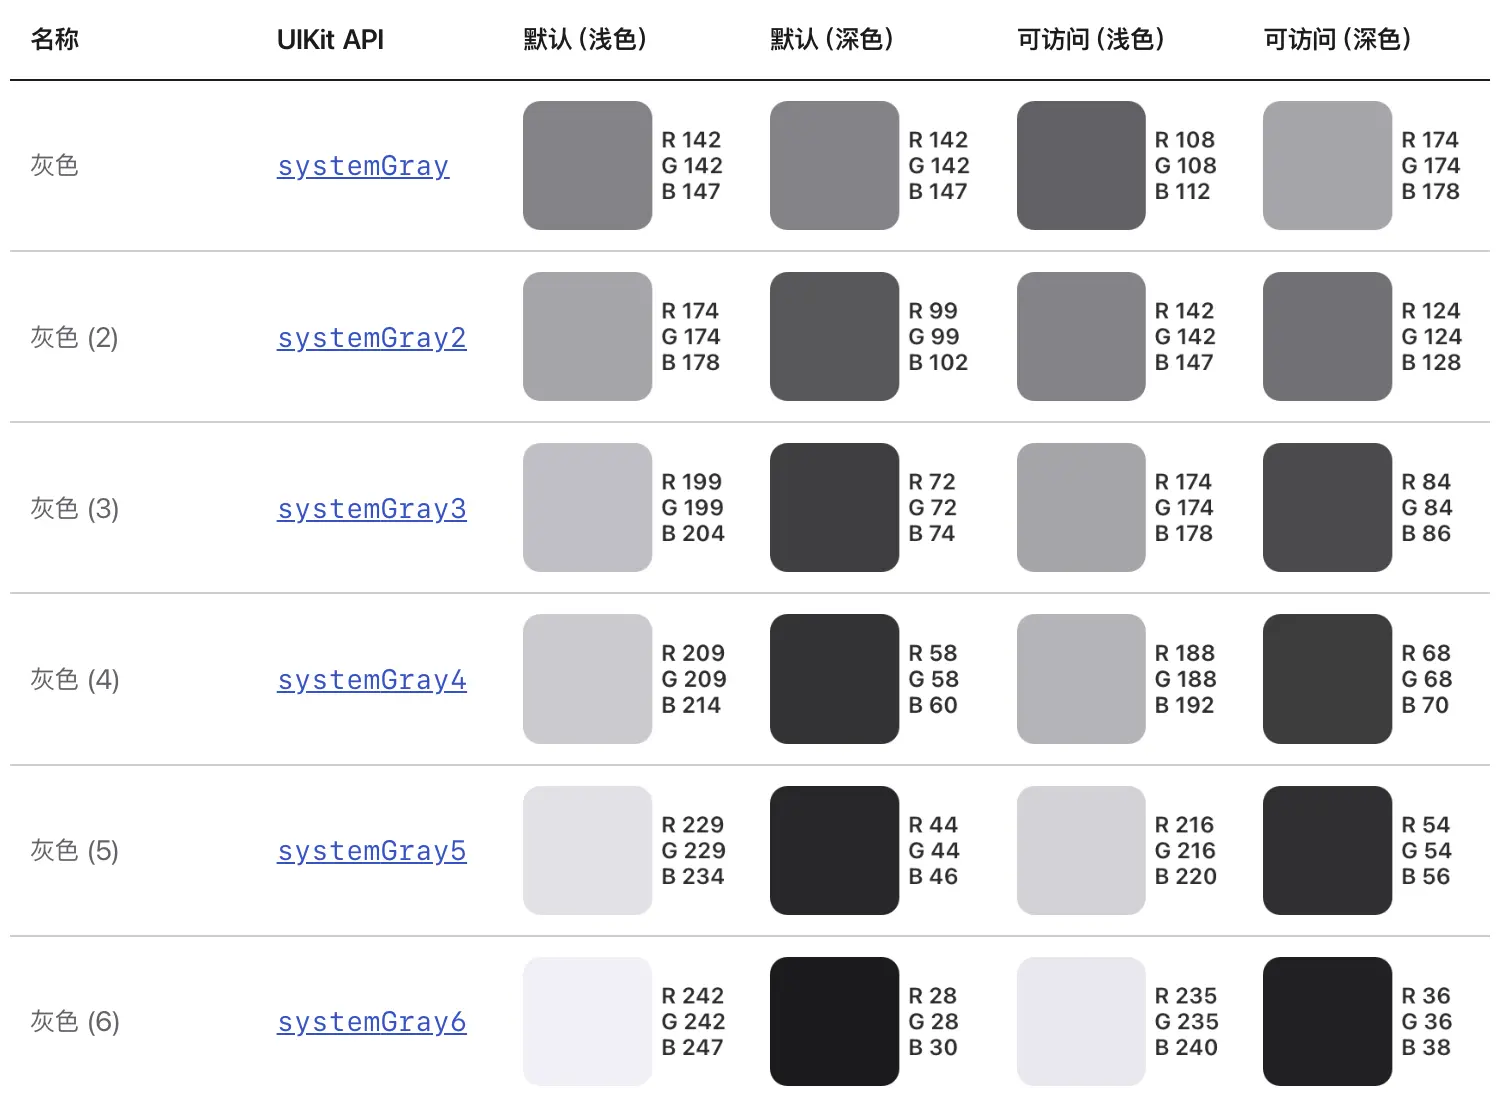 名称 UIKit API 默认（浅色） 默认（深色） 可访问（浅色） 可访问（深色）
灰色
systemGray
R 142
G 142
B 147
R 142
G 142
B 147
R 108
G 108
B 112
R 174
G 174
B 178
灰色 (2)
systemGray2
R 174
G 174
B 178
R 99
G 99
B 102
R 142
G 142
B 147
R 124
G 124
B 128
灰色 (3)
systemGray3
R 199
G 199
B 204
R 72
G 72
B 74
R 174
G 174
B 178
R 84
G 84
B 86
灰色 (4)
systemGray4
R 209
G 209
B 214
R 58
G 58
B 60
R 188
G 188
B 192
R 68
G 68
B 70
灰色 (5)
systemGray5
R 229
G 229
B 234
R 44
G 44
B 46
R 216
G 216
B 220
R 54
G 54
B 56
灰色 (6)
systemGray6
R 242
G 242
B 247
R 28
G 28
B 30
R 235
G 235
B 240
R 36
G 36
B 38